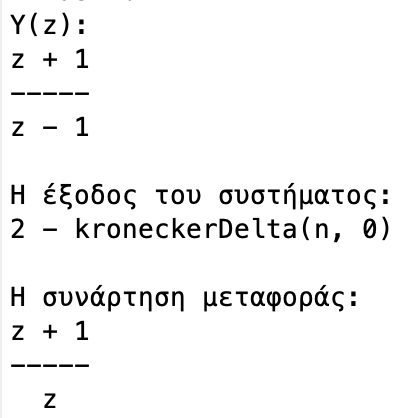 Y(z):
z + 1
-----
z - 1
Η έξοδος του συστήματος:
2 - kroneckerDelta(n, 0)
Η συνάρτηση μεταφοράς:
z + 1
-----
z